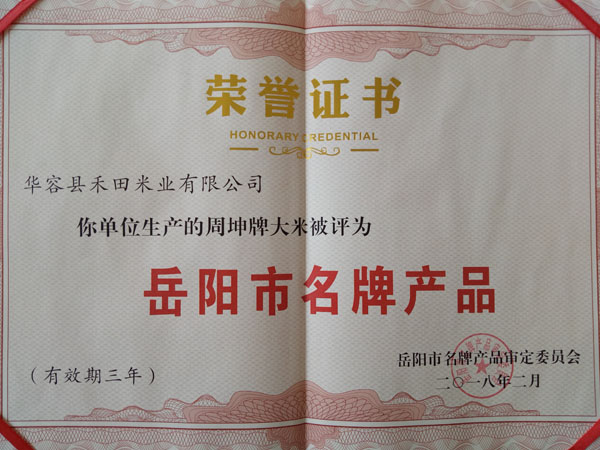 荣誉证书
HONORARY CREDENTIAL
华容县禾田米业有限公司
你单位生产的周坤牌大米被评为
岳阳市名牌产品
岳阳市名牌产品审定委员会
（有效期三年）
二〇一八年二月